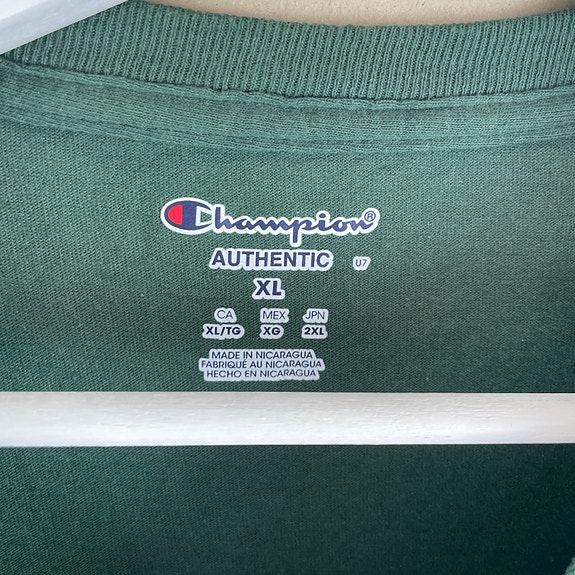 Champion®
AUTHENTIC U7
XL
CA MEX JPN
XL/TG XG 2XL
MADE IN NICARAGUA
FABRIQUÉ AU NICARAGUA
HECHO EN NICARAGUA